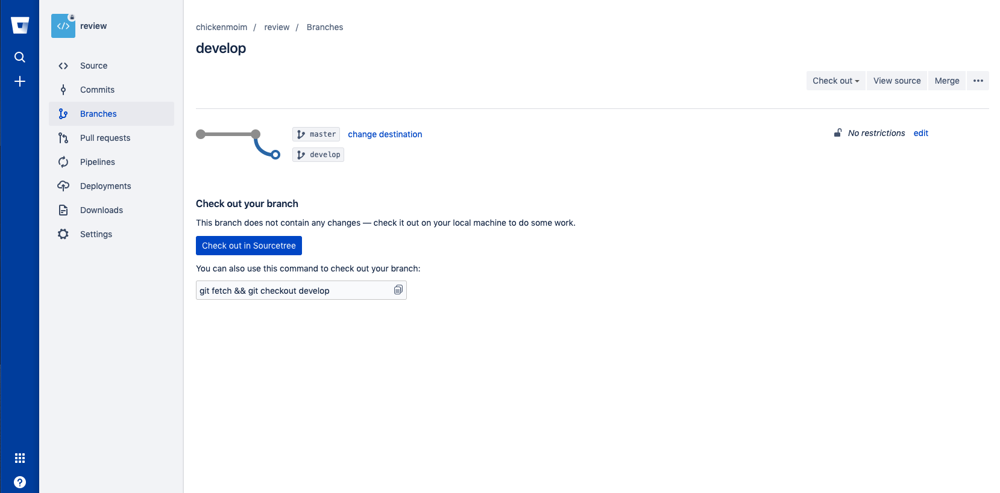 review
Source
Commits
Branches
Pull requests
Pipelines
Deployments
Downloads
Settings
chickenmoim / review / Branches
develop
Check out View source Merge
master change destination
develop
No restrictions edit
Check out your branch
This branch does not contain any changes — check it out on your local machine to do some work.
Check out in Sourcetree
You can also use this command to check out your branch:
git fetch && git checkout develop